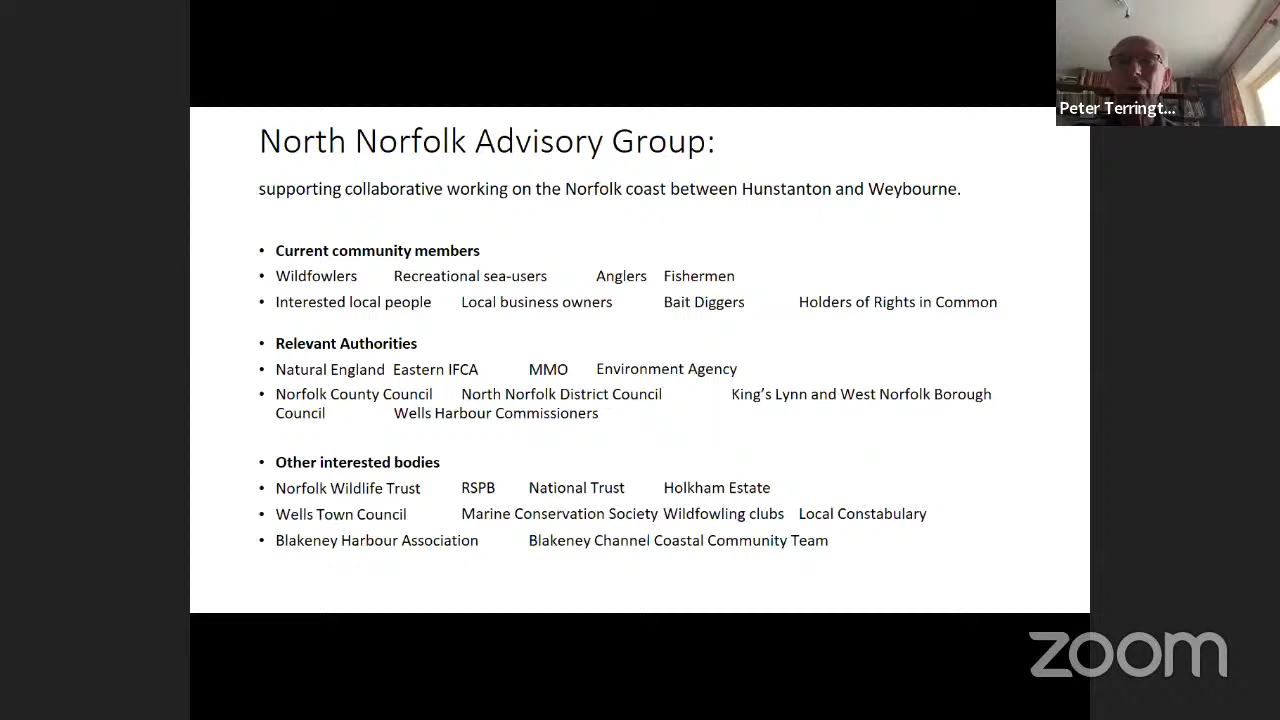 Peter Terringt...
North Norfolk Advisory Group:
supporting collaborative working on the Norfolk coast between Hunstanton and Weybourne.
• Current community members
• Wildfowlers Recreational sea-users Anglers Fishermen
• Interested local people Local business owners Bait Diggers Holders of Rights in Common
• Relevant Authorities
• Natural England Eastern IFCA MMO Environment Agency
• Norfolk County Council North Norfolk District Council King's Lynn and West Norfolk Borough
Council Wells Harbour Commissioners
• Other interested bodies
• Norfolk Wildlife Trust RSPB National Trust Holkham Estate
• Wells Town Council Marine Conservation Society Wildfowling clubs Local Constabulary
• Blakeney Harbour Association Blakeney Channel Coastal Community Team
zoom